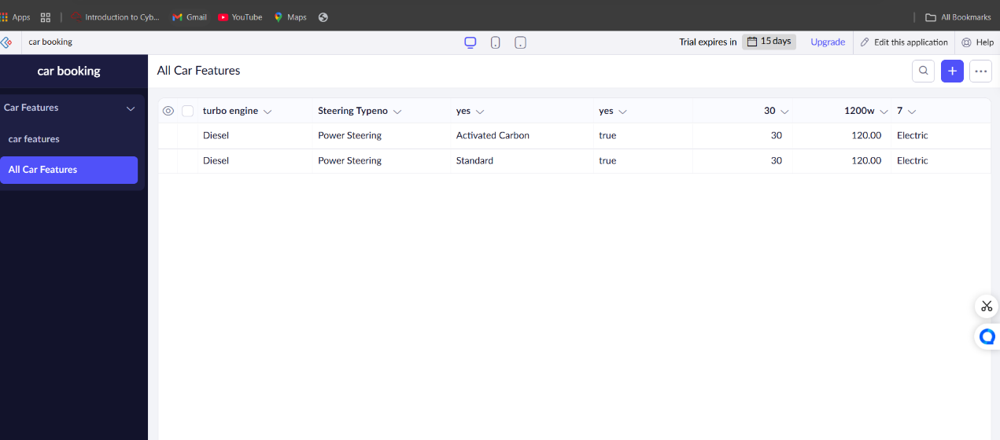 Apps Introduction to Cyb... Gmail YouTube Maps All Bookmarks
car booking Trial expires in 15 days Upgrade Edit this application Help
car booking
All Car Features
Car Features
car features
All Car Features
turbo engine Steering Typeno yes yes 30 1200w 7
Diesel Power Steering Activated Carbon true 30 120.00 Electric
Diesel Power Steering Standard true 30 120.00 Electric